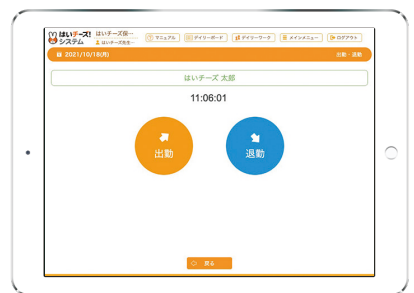 はいチーズ!
システム
はいチーズ保…
はいチーズ先生…
マニュアル
デイリーボード
デイリーワーク
メインメニュー
ログアウト
2021/10/18(月)
出勤・退勤
はいチーズ 太郎
11:06:01
出勤
退勤
戻る